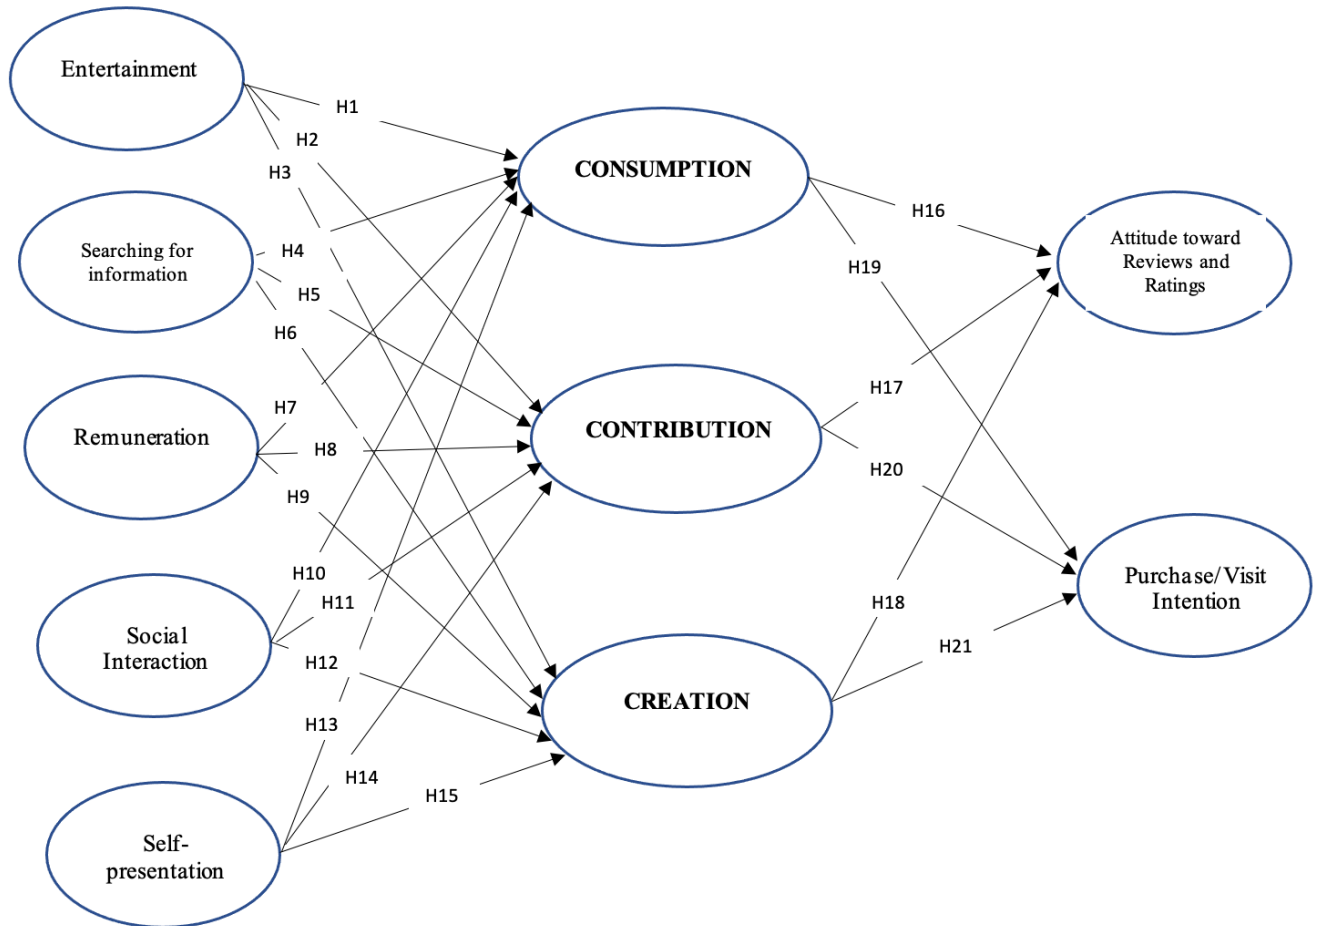 Entertainment
H1
H2
H3
CONSUMPTION
Searching for
information
H4
H5
H6
H16
H19
Attitude toward
Reviews and
Ratings
Remuneration
H7
H8
H9
CONTRIBUTION
H17
H20
Social
Interaction
H10
H11
H12
H18
H21
Purchase/Visit
Intention
CREATION
Self-
presentation
H13
H14
H15